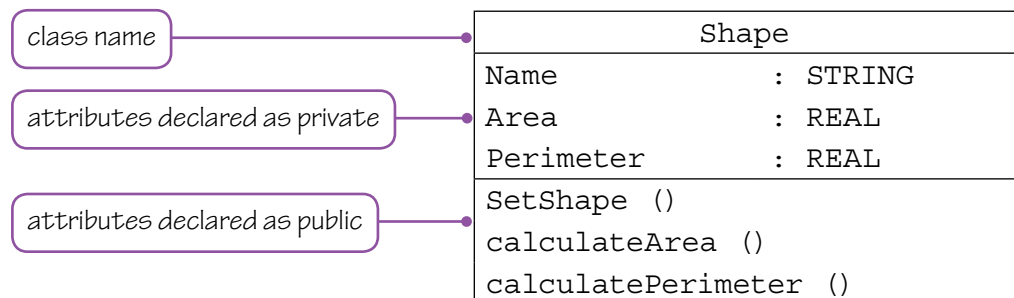 class name
Shape
Name : STRING
attributes declared as private
Area : REAL
Perimeter : REAL
attributes declared as public
SetShape ()
calculateArea ()
calculatePerimeter ()